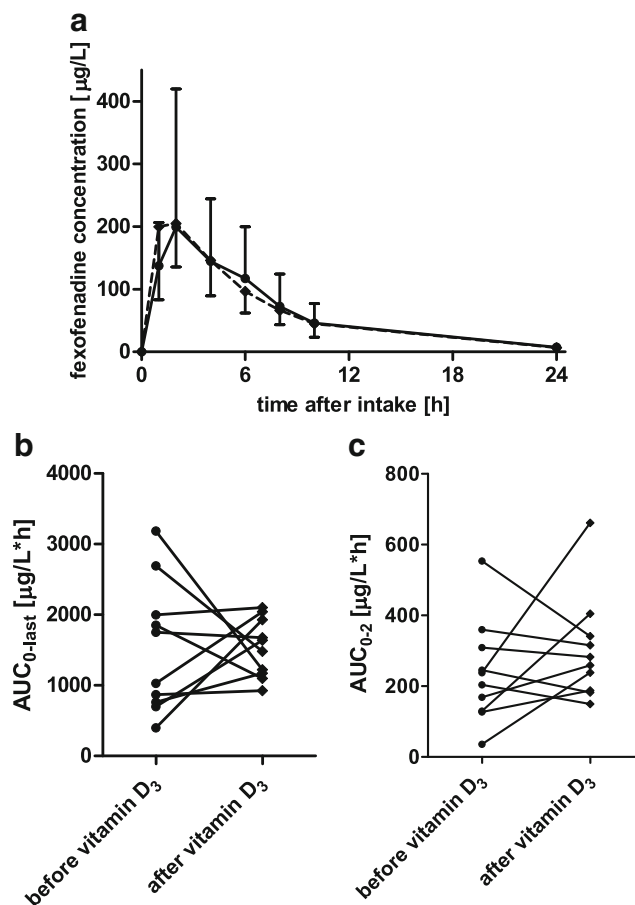 a
fexofenadine concentration [µg/L]
400
300
200
100
0
0 6 12 18 24
time after intake [h]
b
AUC0-last [µg/L*h]
4000
3000
2000
1000
0
before vitamin D3
after vitamin D3
c
AUC0-2 [µg/L*h]
800
600
400
200
0
before vitamin D3
after vitamin D3